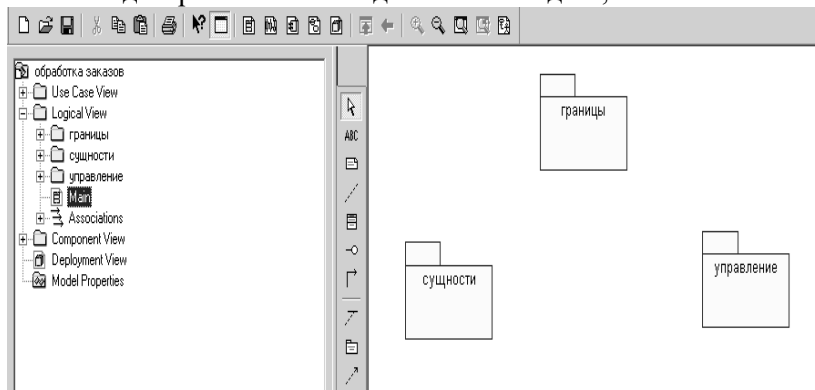 обработка заказов
Use Case View
Logical View
границы
сущности
управление
Main
Associations
Component View
Deployment View
Model Properties
ABC
границы
сущности
управление